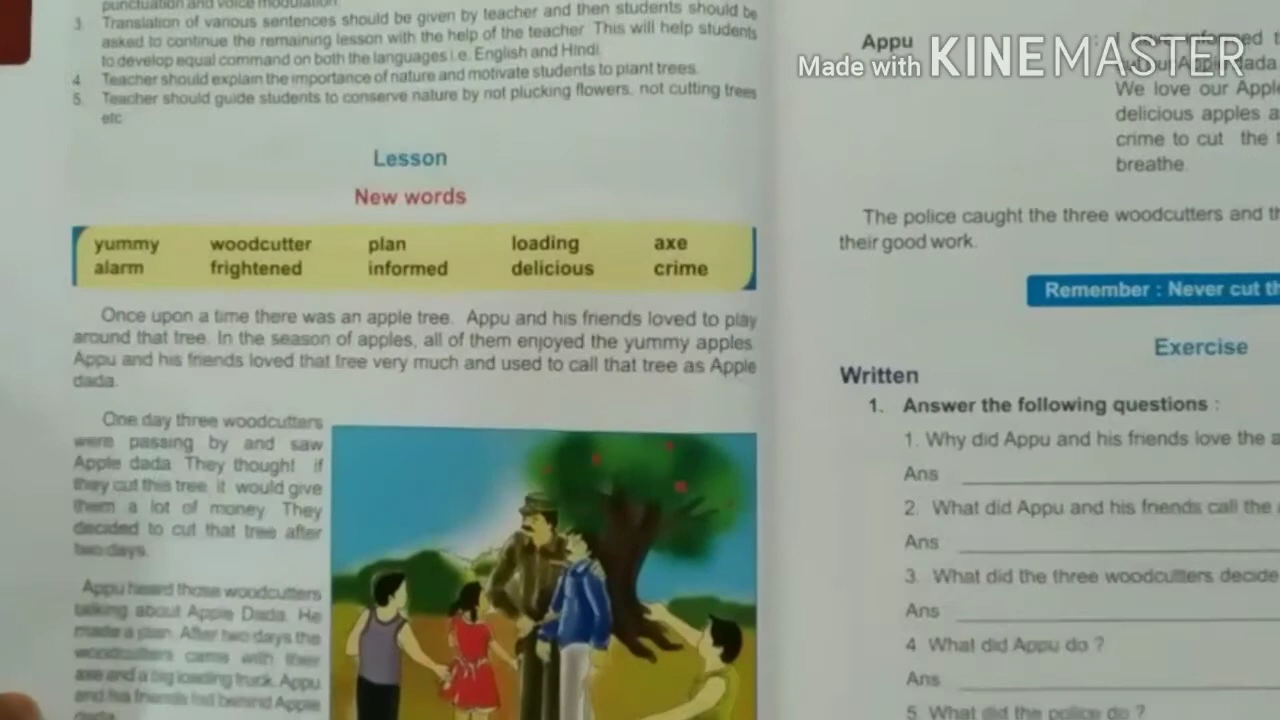 punctuation and voice modulation.
3. Translation of various sentences should be given by teacher and then students should be
asked to continue the remaining lesson with the help of the teacher. This will help students
to develop equal command on both the languages i.e. English and Hindi.
4. Teacher should explain the importance of nature and motivate students to plant trees.
5. Teacher should guide students to conserve nature by not plucking flowers, not cutting trees
etc.
Lesson
New words
yummy woodcutter plan loading axe
alarm frightened informed delicious crime
Once upon a time there was an apple tree. Appu and his friends loved to play
around that tree. In the season of apples, all of them enjoyed the yummy apples.
Appu and his friends loved that tree very much and used to call that tree as Apple
dada.
One day three woodcutters
were passing by and saw
Apple dada. They thought if
they cut this tree it would give
them a lot of money. They
decided to cut that tree after
two days.
Appu heard those woodcutters
talking about Apple Dada. He
made a plan. After two days the
woodcutters came with their
axe and a big loading truck. Appu
and his friends hid behind Apple
dada.
Made with KINEMASTER
Appu :
dada
We love our Apple
delicious apples a
crime to cut the
breathe.
The police caught the three woodcutters and th
their good work.
Remember : Never cut th
Exercise
Written
1. Answer the following questions :
1. Why did Appu and his friends love the a
Ans
2. What did Appu and his friends call the
Ans
3. What did the three woodcullters decide
Ans
4 What did Appu do ?
Ans
5. What did the police do ?